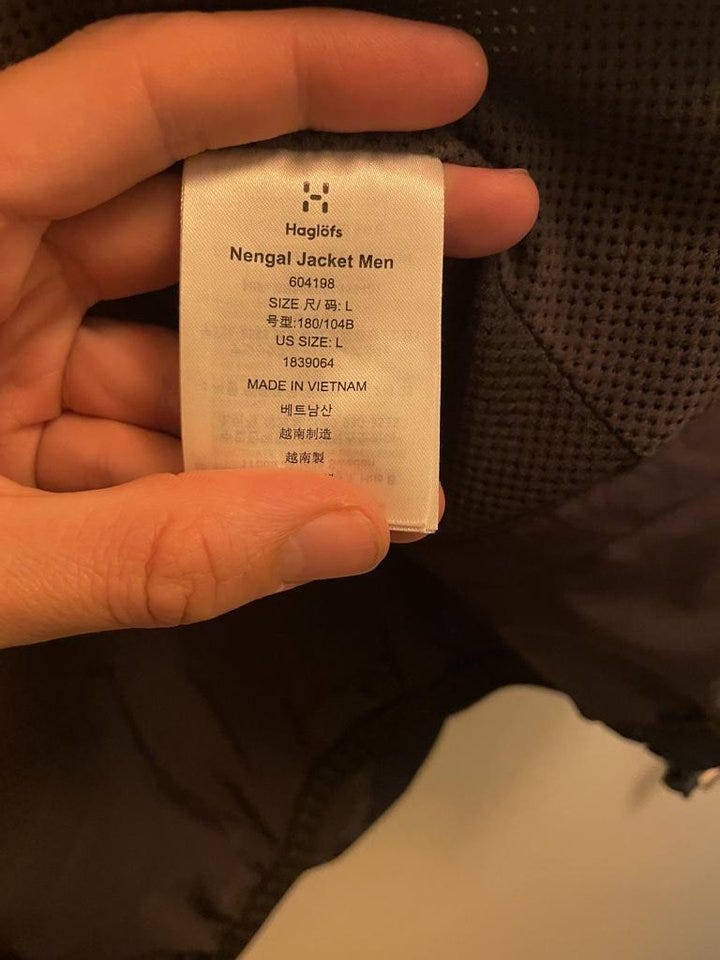 Haglöfs
Nengal Jacket Men
604198
SIZE 尺/ 码: L
号型:180/104B
US SIZE: L
1839064
MADE IN VIETNAM
베트남산
越南制造
越南製